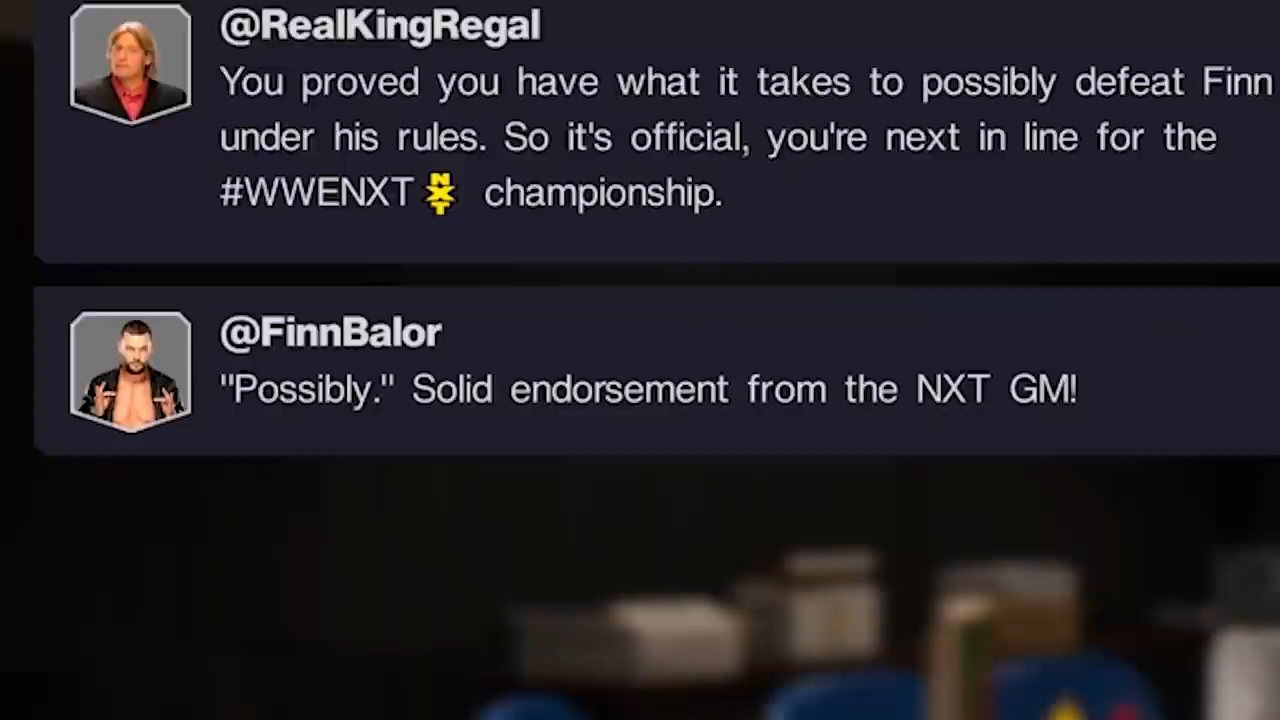 @RealKingRegal
You proved you have what it takes to possibly defeat Finn
under his rules. So it's official, you're next in line for the
#WWENXT NXT championship.
@FinnBalor
"Possibly." Solid endorsement from the NXT GM!